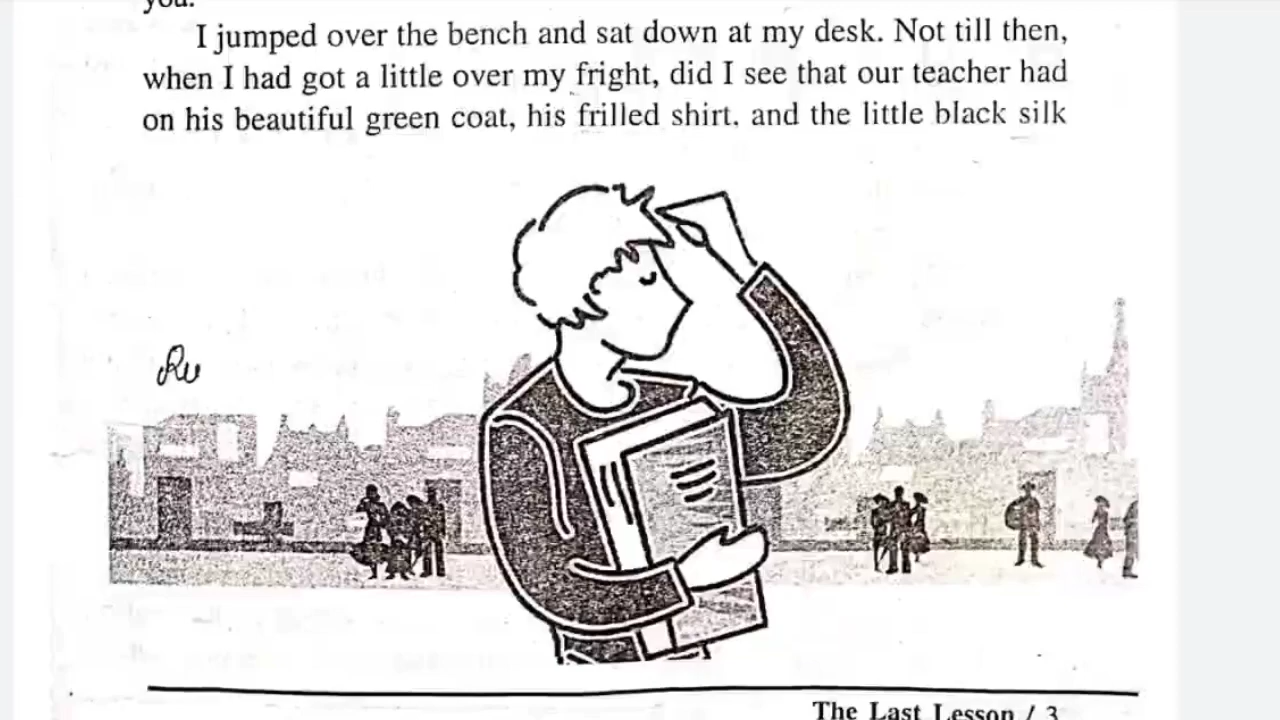 you.
I jumped over the bench and sat down at my desk. Not till then,
when I had got a little over my fright, did I see that our teacher had
on his beautiful green coat, his frilled shirt, and the little black silk
The Last Lesson / 3